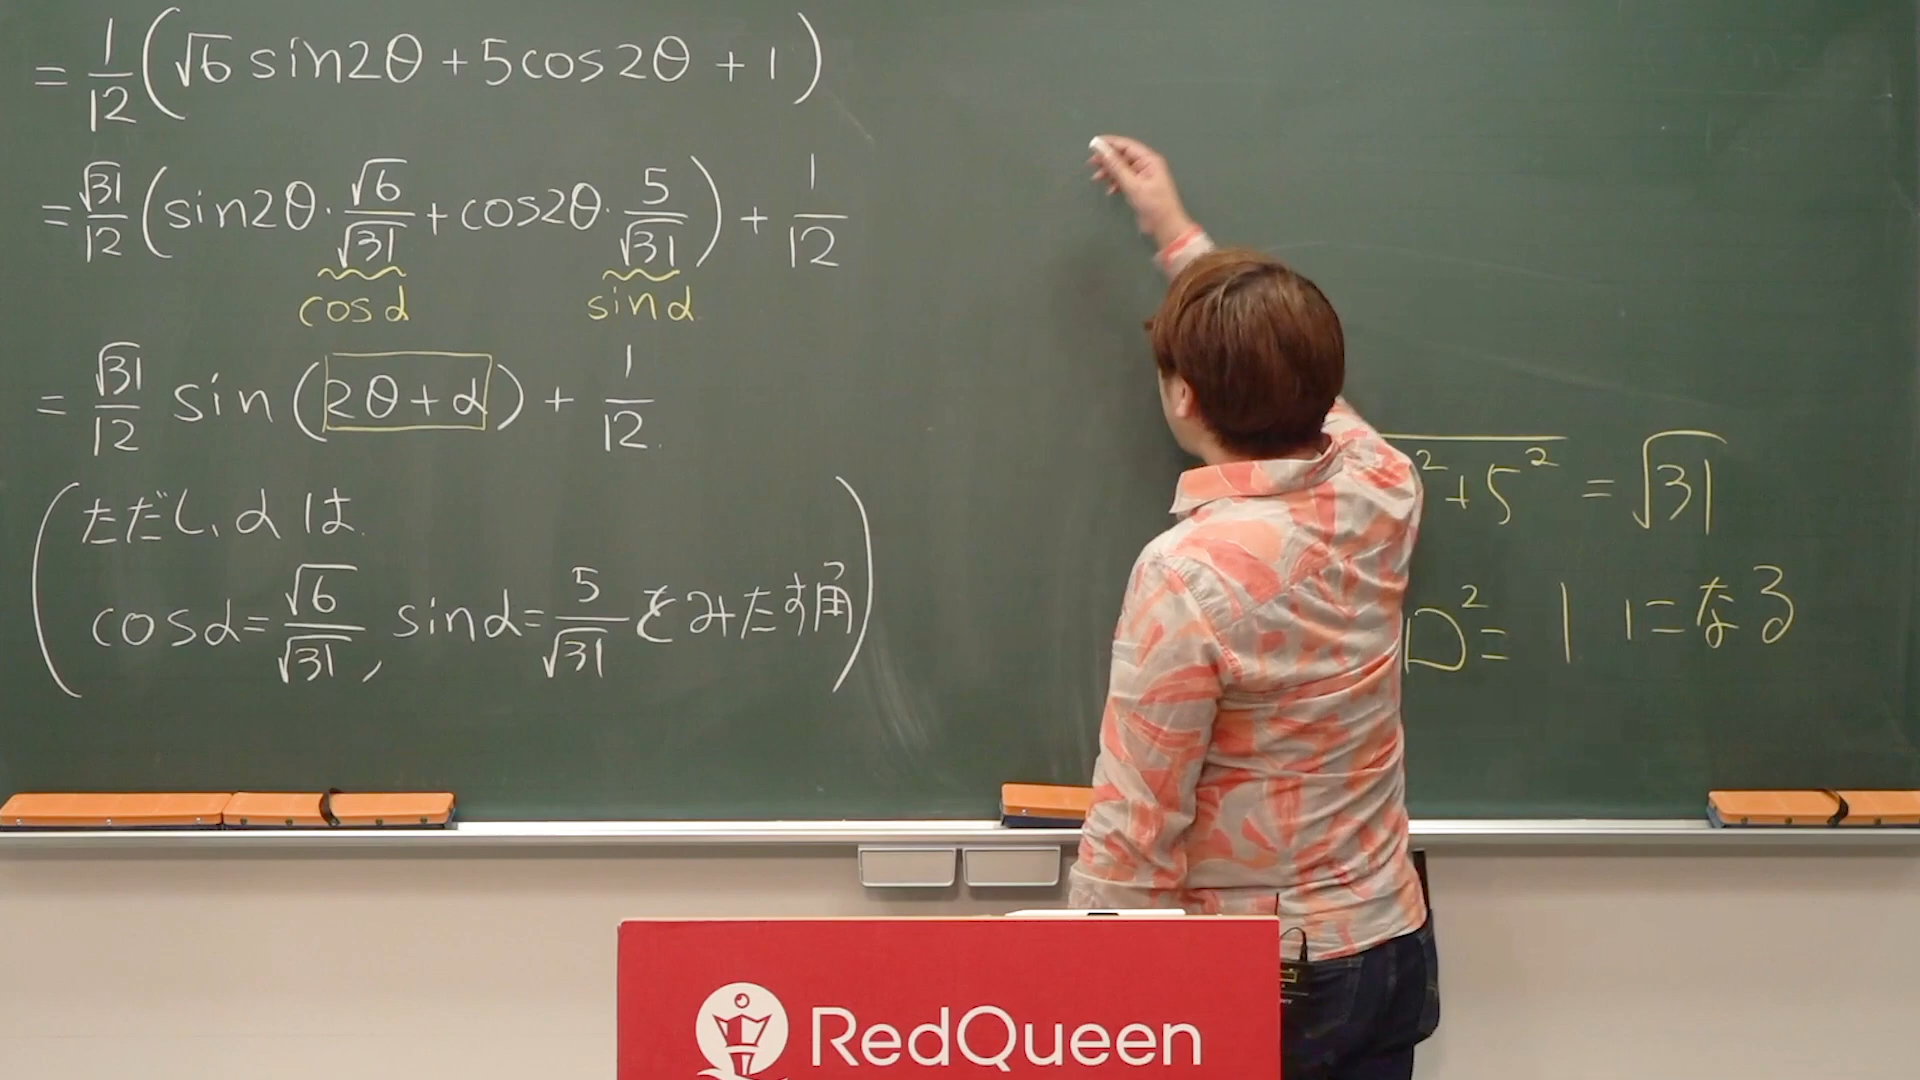 = 1/12 (√6 sin2θ + 5cos2θ + 1)
= √31/12 (sin2θ・√6/√31 + cos2θ・5/√31) + 1/12
cosα sinα
= √31/12 sin(2θ+α) + 1/12
(ただし、αは
cosα = √6/√31, sinα = 5/√31 をみたす角)
²+5² = √31
² = 1 になる
RedQueen